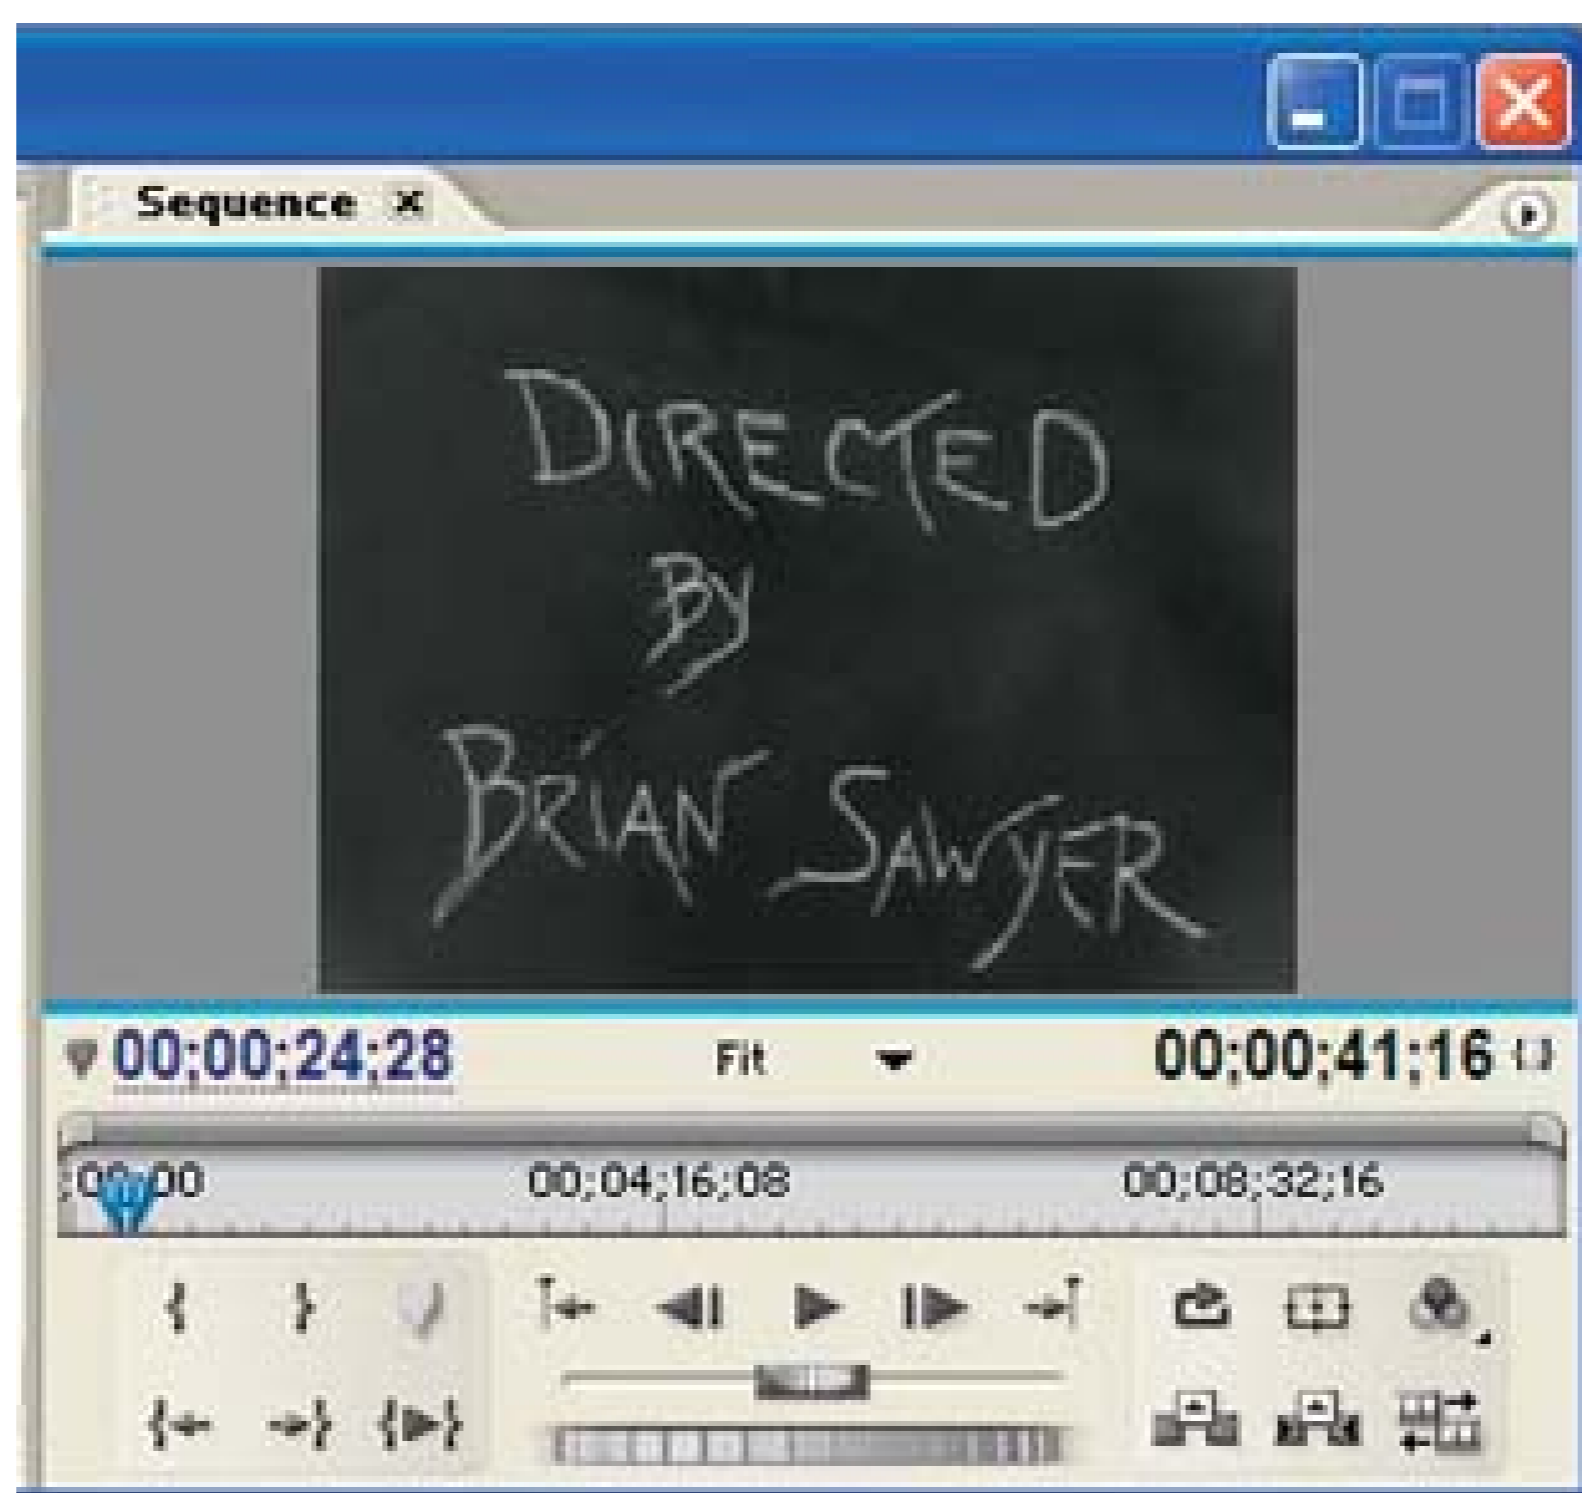 Sequence x
DIRECTED
BY
BRIAN SAWYER
00;00;24;28 Fit 00;00;41;16
00;04;16;08 00;08;32;16